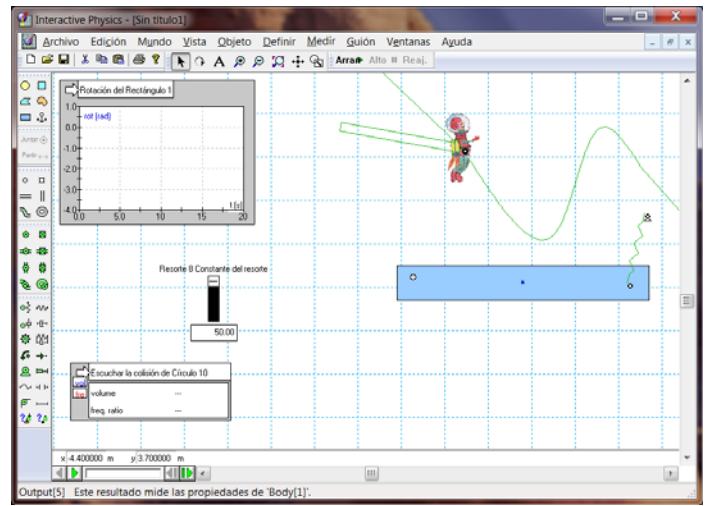 Interactive Physics - [Sin título1]
Archivo Edición Mundo Vista Objeto Definir Medir Guión Ventanas Ayuda
A Arran Alto Reaj.
Rotación del Rectángulo 1
1.0
rot (rad)
0.0
-1.0
-2.0
-3.0
-4.0
t [s]
0.0 5.0 10 15 20
Resorte 8 Constante del resorte
50.00
Escuchar la colisión de Círculo 10
vol
volume ---
freq. ratio ---
x -4.400000 m y 3.700000 m
Output[5] Este resultado mide las propiedades de 'Body[1]'.